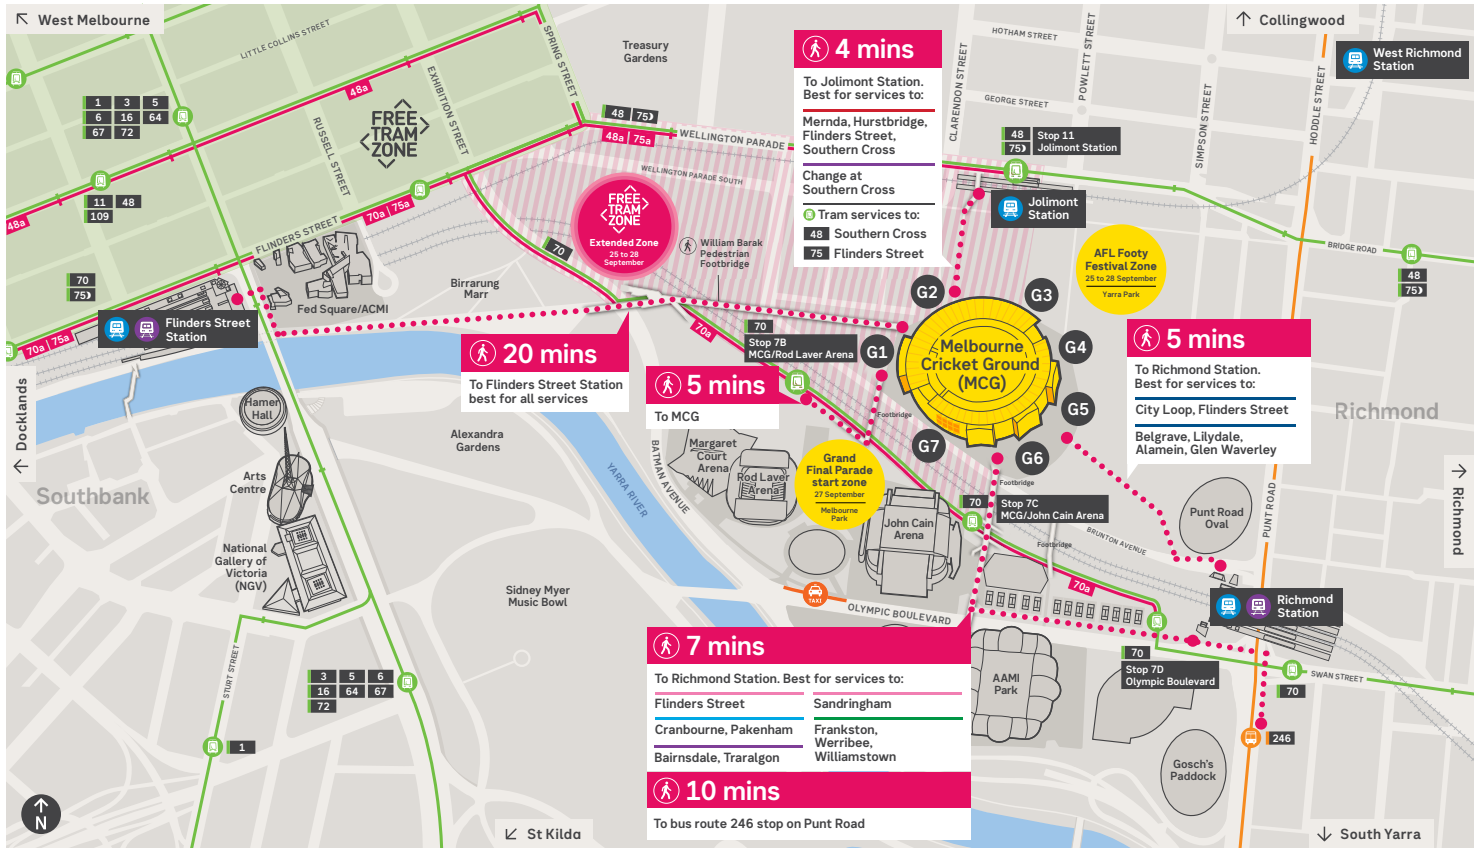 West Melbourne
LITTLE COLLINS STREET
SPRING STREET
Treasury
Gardens
Collingwood
HOTHAM STREET
POWLETT STREET
CLARENDON STREET
GEORGE STREET
SIMPSON STREET
HODDLE STREET
West Richmond
Station
1 3 5
6 16 64
67 72
48a
FREE
TRAM
ZONE
EXHIBITION STREET
RUSSELL STREET
48 75
48a 75a
WELLINGTON PARADE
WELLINGTON PARADE SOUTH
4 mins
To Jolimont Station.
Best for services to:
Mernda, Hurstbridge,
Flinders Street,
Southern Cross
Change at
Southern Cross
Tram services to:
48 Southern Cross
75 Flinders Street
48 Stop 11
75 Jolimont Station
Jolimont
Station
11 48
109
48a
70a 75a
FLINDERS STREET
FREE
TRAM
ZONE
Extended Zone
25 to 28
September
William Barak
Pedestrian
Footbridge
AFL Footy
Festival Zone
25 to 28 September
Yarra Park
BRIDGE ROAD
48
75
70
75
70
Birrarung
Marr
Fed Square/ACMI
Flinders Street
Station
70a 75a
20 mins
To Flinders Street Station
best for all services
70a
70
Stop 7B
MCG/Rod Laver Arena
5 mins
To MCG
G1
G2
G3
G4
G5
G6
G7
Melbourne
Cricket Ground
(MCG)
5 mins
To Richmond Station.
Best for services to:
City Loop, Flinders Street
Belgrave, Lilydale,
Alamein, Glen Waverley
Richmond
Docklands
Hamer
Hall
Alexandra
Gardens
BATMAN AVENUE
YARRA RIVER
Margaret
Court
Arena
Rod Laver
Arena
Grand
Final Parade
start zone
27 September
Melbourne
Park
Footbridge
Footbridge
Footbridge
Southbank
Arts
Centre
National
Gallery of
Victoria
(NGV)
John Cain
Arena
70 Stop 7C
MCG/John Cain Arena
BRUNTON AVENUE
Punt Road
Oval
PUNT ROAD
Richmond
Sidney Myer
Music Bowl
TAXI
OLYMPIC BOULEVARD
70a
Richmond
Station
7 mins
To Richmond Station. Best for services to:
Flinders Street
Sandringham
Cranbourne, Pakenham
Frankston,
Werribee,
Williamstown
Bairnsdale, Traralgon
10 mins
To bus route 246 stop on Punt Road
AAMI
Park
70
Stop 7D
Olympic Boulevard
SWAN STREET
70
246
Gosch's
Paddock
STURT STREET
3 5 6
16 64 67
72
1
N
St Kilda
South Yarra